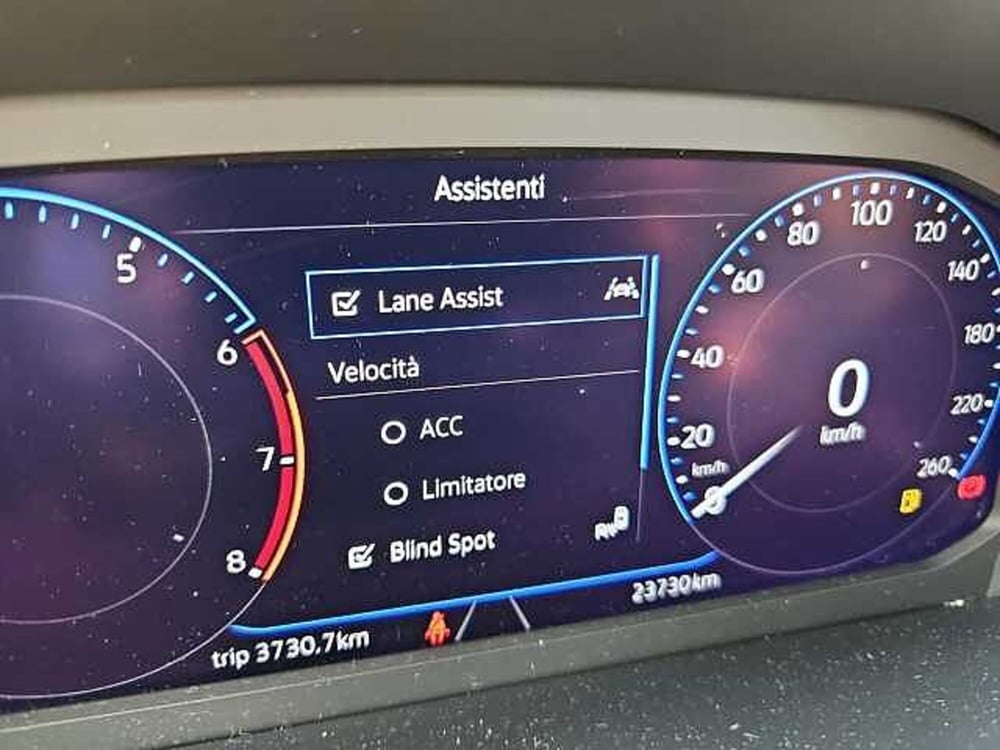 Assistenti
Lane Assist
Velocità
ACC
Limitatore
Blind Spot
trip 3730.7km
23730km
5
6
7
8
0
20
40
60
80
100
120
140
180
220
260
km/h
0
km/h